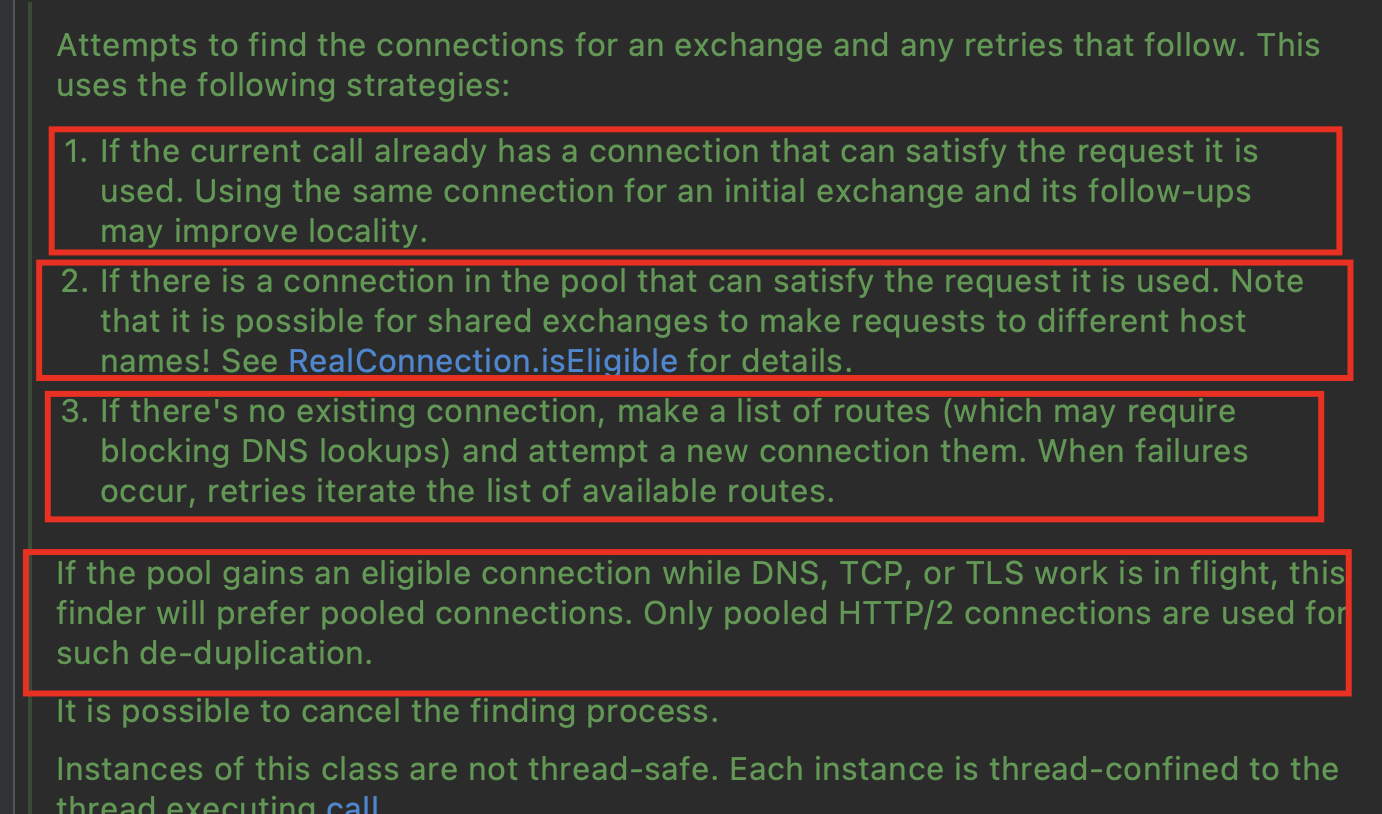 Attempts to find the connections for an exchange and any retries that follow. This
uses the following strategies:
1. If the current call already has a connection that can satisfy the request it is
used. Using the same connection for an initial exchange and its follow-ups
may improve locality.
2. If there is a connection in the pool that can satisfy the request it is used. Note
that it is possible for shared exchanges to make requests to different host
names! See RealConnection.isEligible for details.
3. If there's no existing connection, make a list of routes (which may require
blocking DNS lookups) and attempt a new connection them. When failures
occur, retries iterate the list of available routes.
If the pool gains an eligible connection while DNS, TCP, or TLS work is in flight, this
finder will prefer pooled connections. Only pooled HTTP/2 connections are used for
such de-duplication.
It is possible to cancel the finding process.
Instances of this class are not thread-safe. Each instance is thread-confined to the
thread executing call